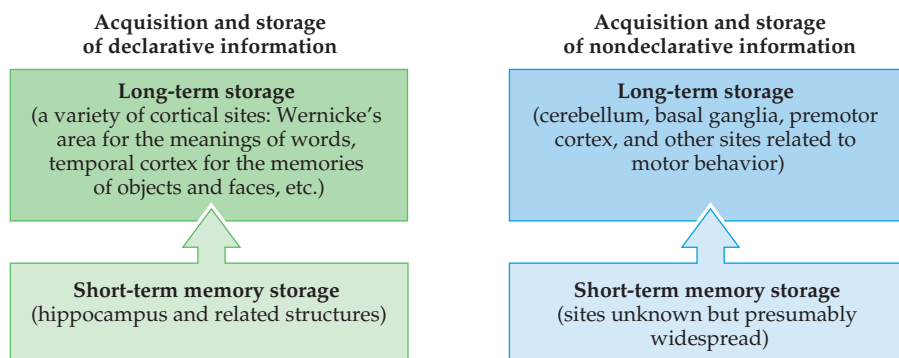 Acquisition and storage
of declarative information
Long-term storage
(a variety of cortical sites: Wernicke’s
area for the meanings of words,
temporal cortex for the memories
of objects and faces, etc.)
Short-term memory storage
(hippocampus and related structures)
Acquisition and storage
of nondeclarative information
Long-term storage
(cerebellum, basal ganglia, premotor
cortex, and other sites related to
motor behavior)
Short-term memory storage
(sites unknown but presumably
widespread)